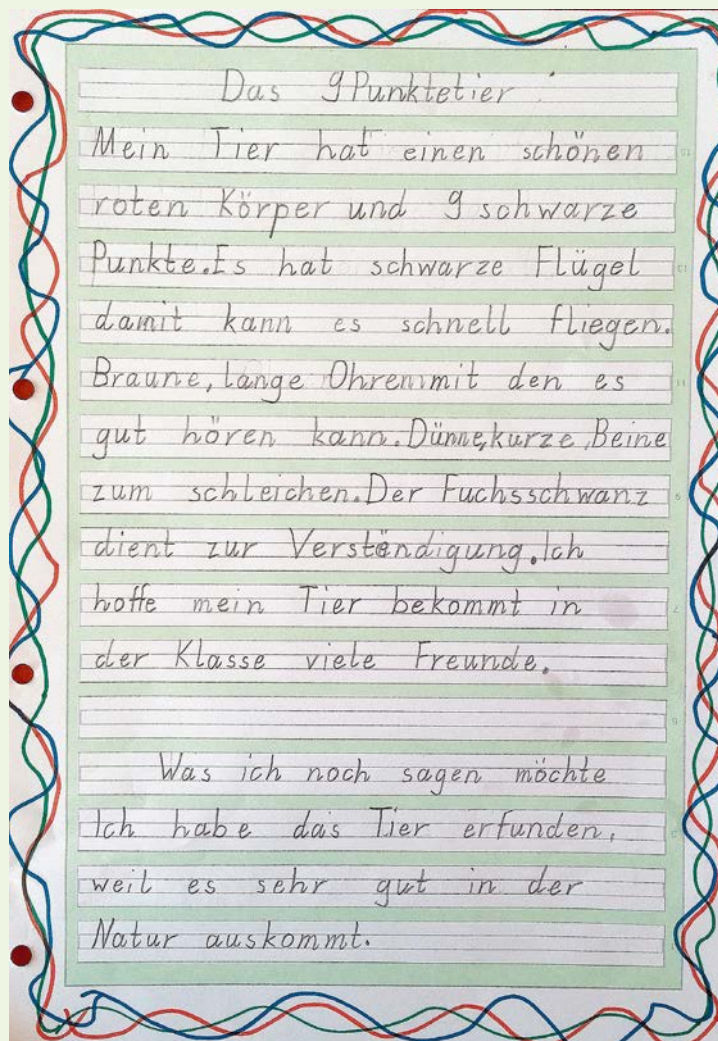 Das 9Punktetier
Mein Tier hat einen schönen
roten Körper und 9 schwarze
Punkte.Es hat schwarze Flügel
damit kann es schnell fliegen.
Braune, lange Ohren mit den es
gut hören kann.Dünne,kurze,Beine
zum schleichen.Der Fuchsschwanz
dient zur Verständigung.Ich
hoffe mein Tier bekommt in
der Klasse viele Freunde.
Was ich noch sagen möchte
Ich habe das Tier erfunden,
weil es sehr gut in der
Natur auskommt.